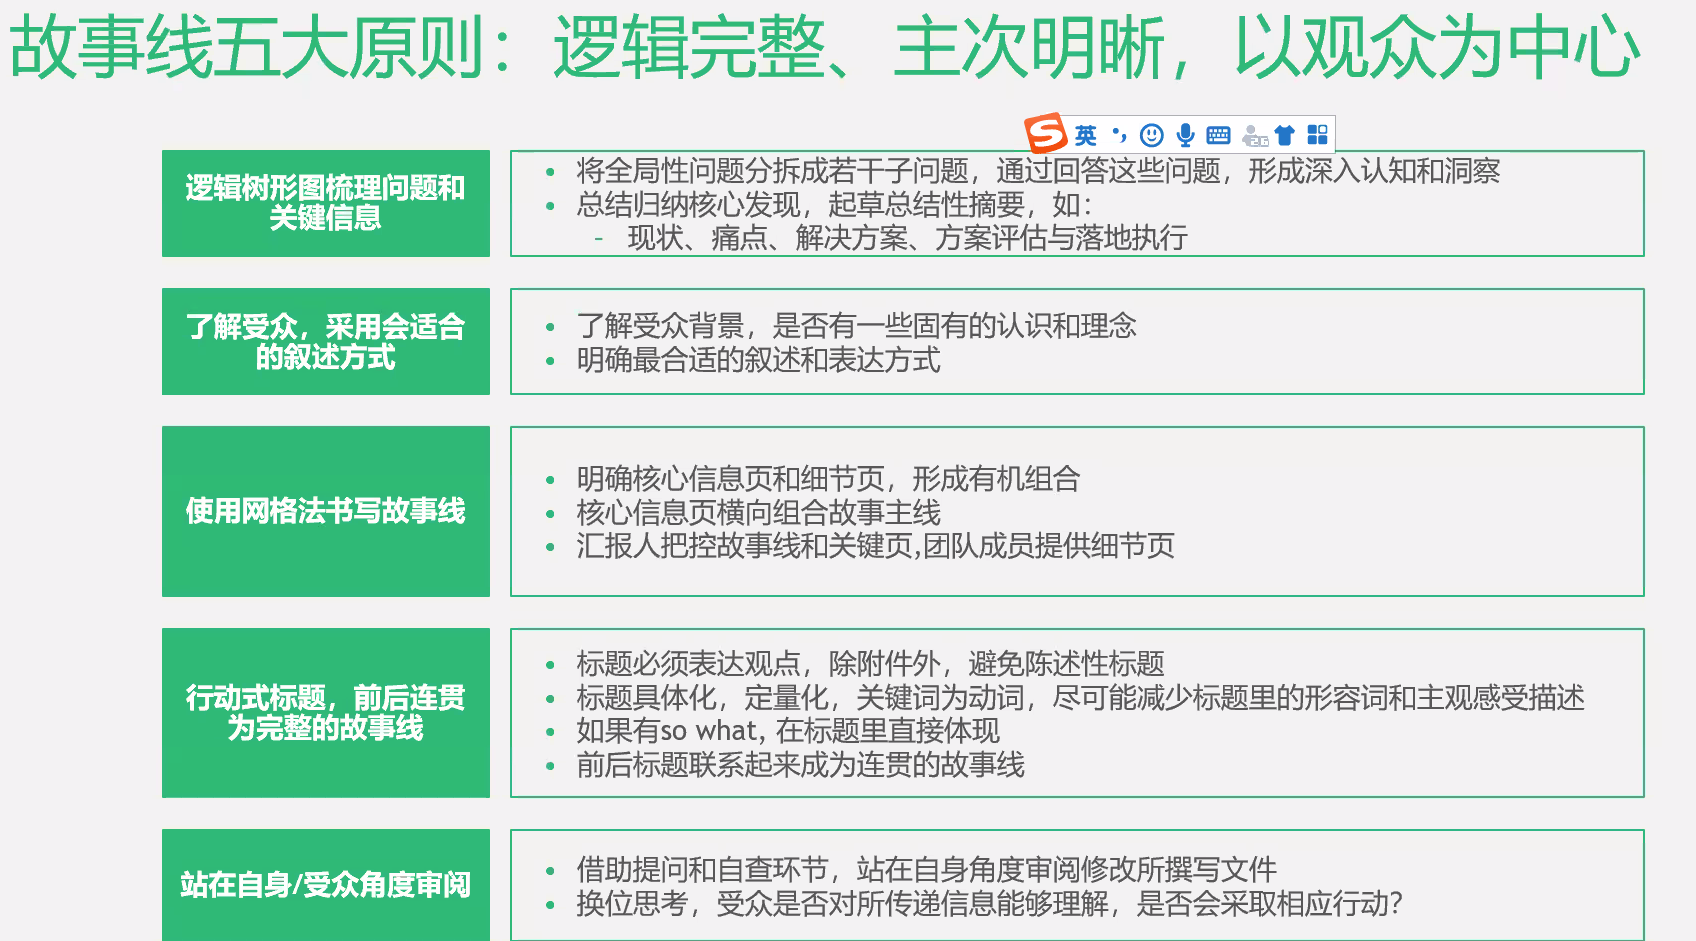 故事线五大原则：逻辑完整、主次明晰，以观众为中心
英
逻辑树形图梳理问题和
关键信息
• 将全局性问题分拆成若干子问题，通过回答这些问题，形成深入认知和洞察
• 总结归纳核心发现，起草总结性摘要，如：
- 现状、痛点、解决方案、方案评估与落地执行
了解受众，采用会适合
的叙述方式
• 了解受众背景，是否有一些固有的认识和理念
• 明确最合适的叙述和表达方式
使用网格法书写故事线
• 明确核心信息页和细节页，形成有机组合
• 核心信息页横向组合故事主线
• 汇报人把控故事线和关键页,团队成员提供细节页
行动式标题，前后连贯
为完整的故事线
• 标题必须表达观点，除附件外，避免陈述性标题
• 标题具体化，定量化，关键词为动词，尽可能减少标题里的形容词和主观感受描述
• 如果有so what，在标题里直接体现
• 前后标题联系起来成为连贯的故事线
站在自身/受众角度审阅
• 借助提问和自查环节，站在自身角度审阅修改所撰写文件
• 换位思考，受众是否对所传递信息能够理解，是否会采取相应行动？